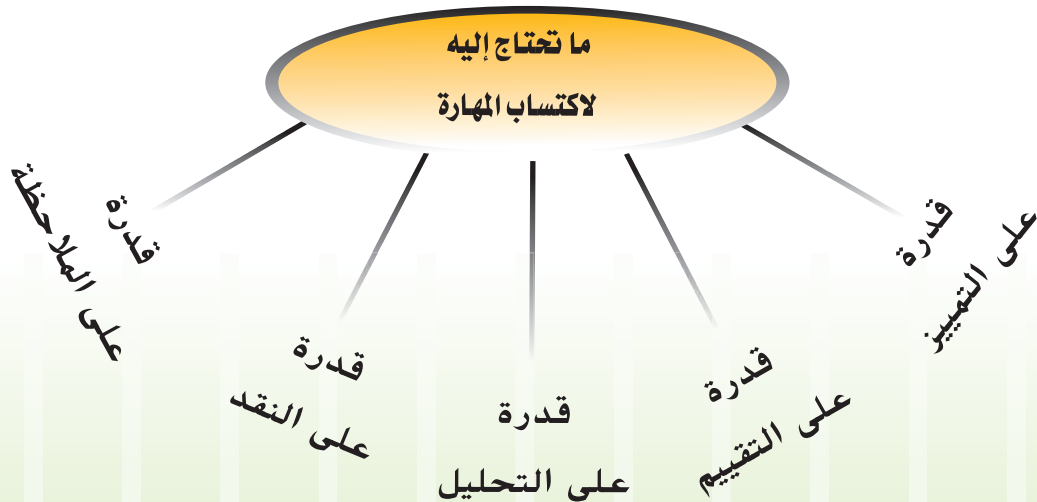 ما تحتاج إليه
لاكتساب المهارة
قدرة
على التمييز
قدرة
على التقييم
قدرة
على التحليل
قدرة
على النقد
قدرة
على الملاحظة